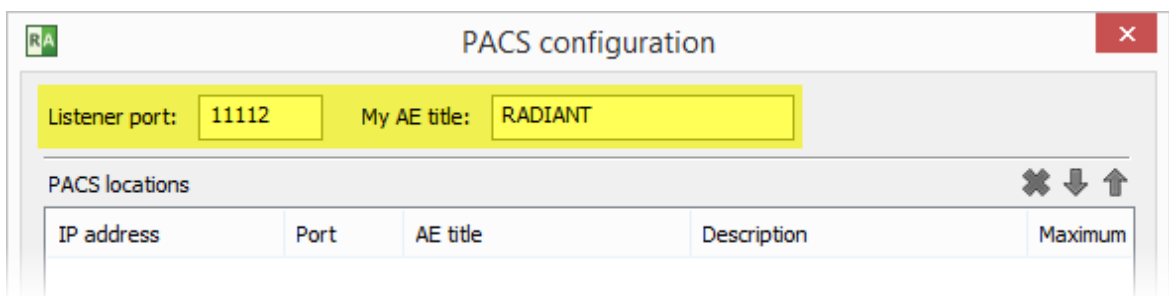 RA PACS configuration
Listener port: 11112 My AE title: RADIANT
PACS locations
IP address Port AE title Description Maximum